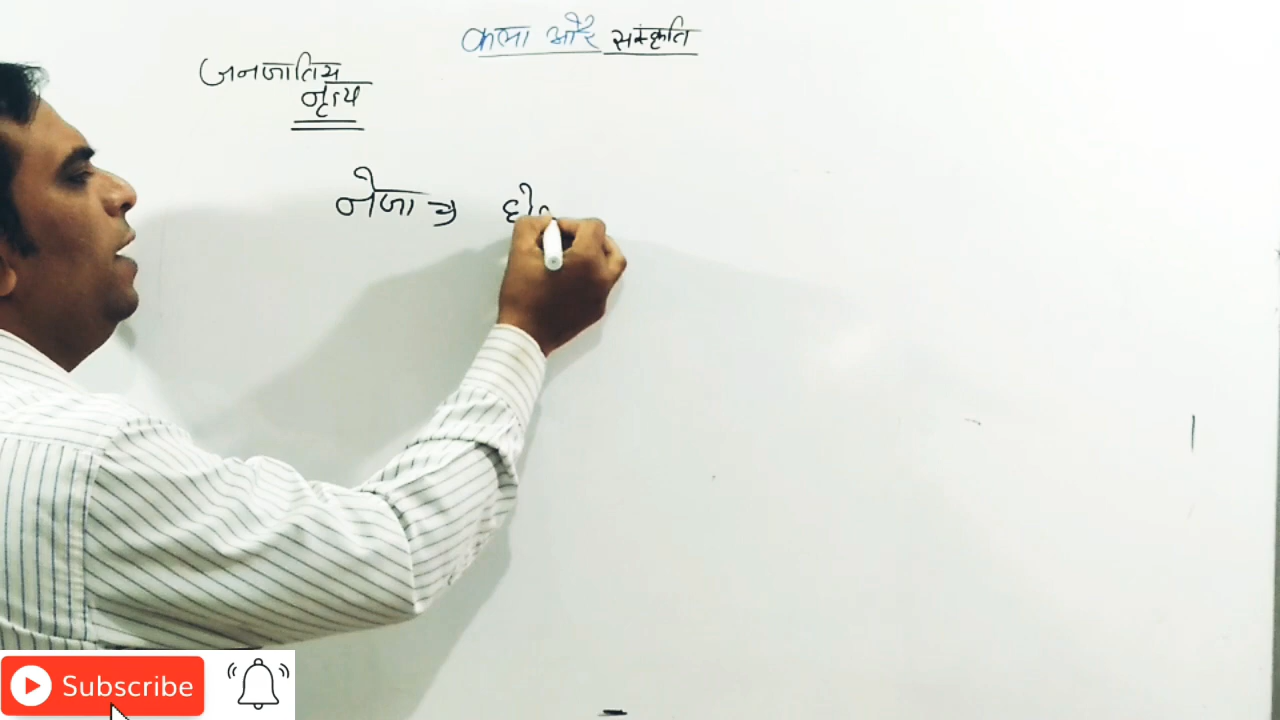 कला और संस्कृति
जनजातिय
नृत्य
नेजा →
Subscribe